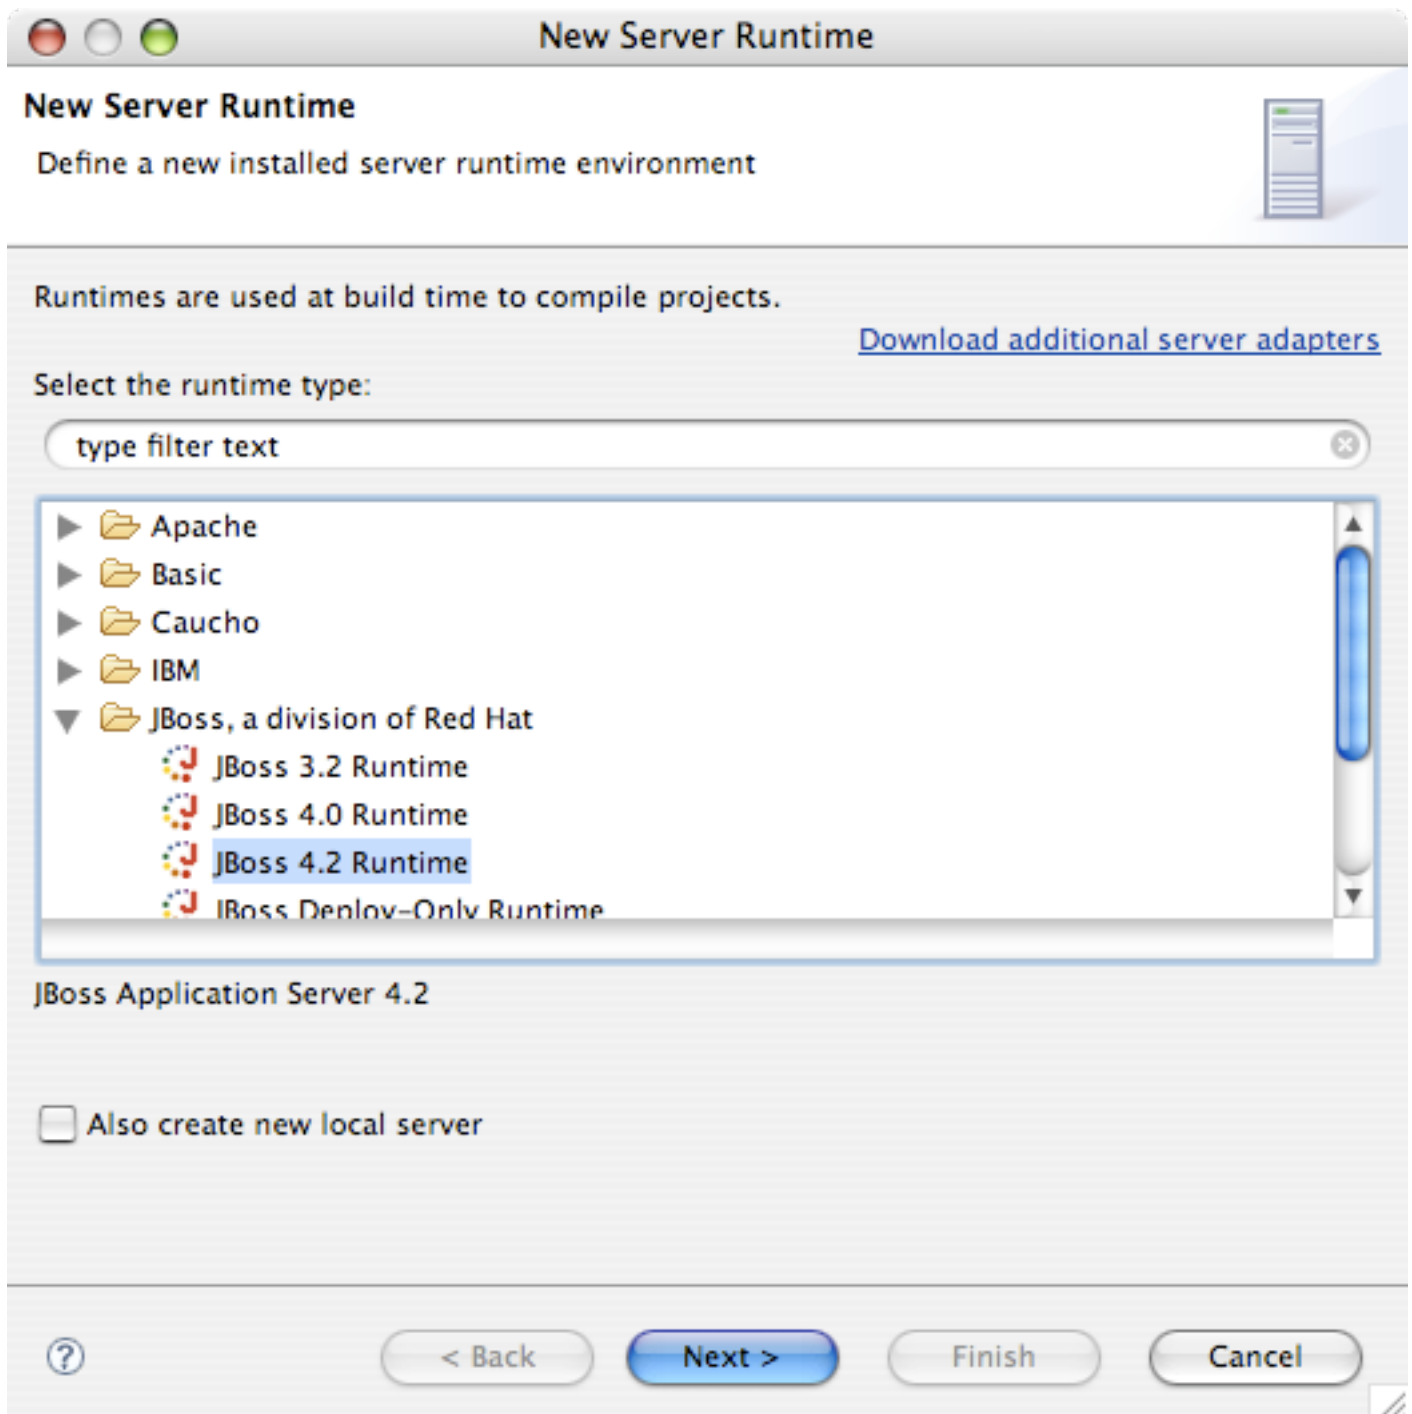 New Server Runtime
New Server Runtime
Define a new installed server runtime environment
Runtimes are used at build time to compile projects.
Download additional server adapters
Select the runtime type:
type filter text
Apache
Basic
Caucho
IBM
JBoss, a division of Red Hat
JBoss 3.2 Runtime
JBoss 4.0 Runtime
JBoss 4.2 Runtime
JBoss Deploy-Only Runtime
JBoss Application Server 4.2
Also create new local server
? < Back Next > Finish Cancel